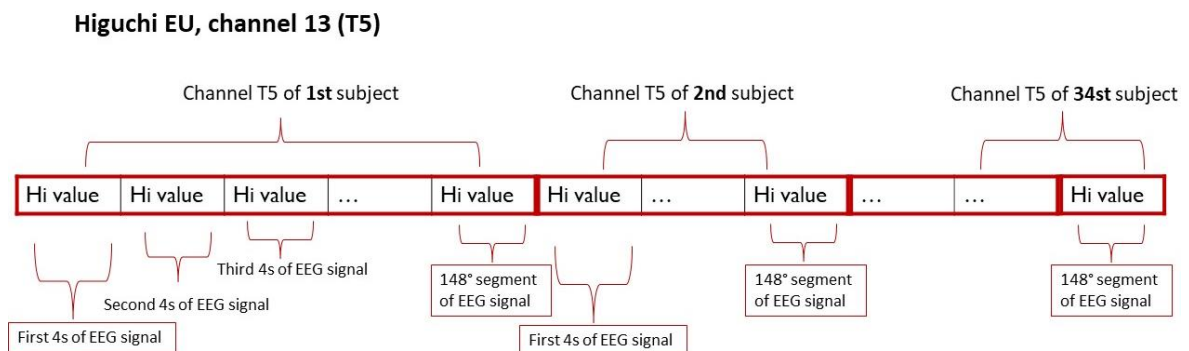 Higuchi EU, channel 13 (T5)
Channel T5 of 1st subject
Channel T5 of 2nd subject
Channel T5 of 34st subject
Hi value
Hi value
Hi value
...
Hi value
Hi value
...
Hi value
...
...
Hi value
Third 4s of EEG signal
Second 4s of EEG signal
First 4s of EEG signal
148° segment
of EEG signal
First 4s of EEG signal
148° segment
of EEG signal
148° segment
of EEG signal